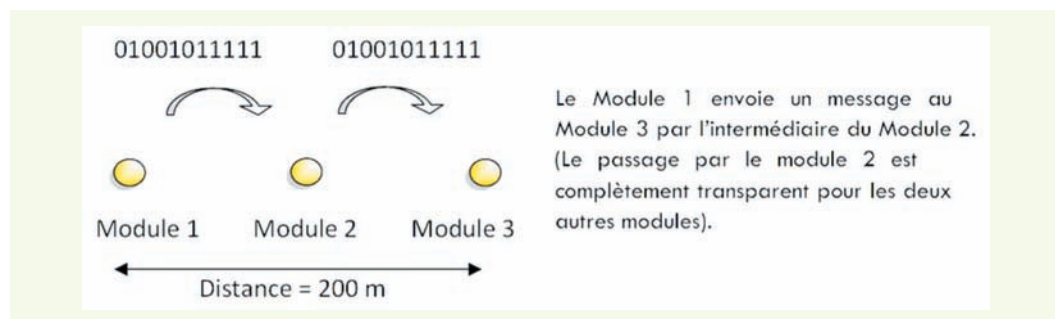 01001011111 01001011111
Le Module 1 envoie un message au
Module 3 par l'intermédiaire du Module 2.
(Le passage par le module 2 est
complètement transparent pour les deux
autres modules).
Module 1 Module 2 Module 3
Distance = 200 m